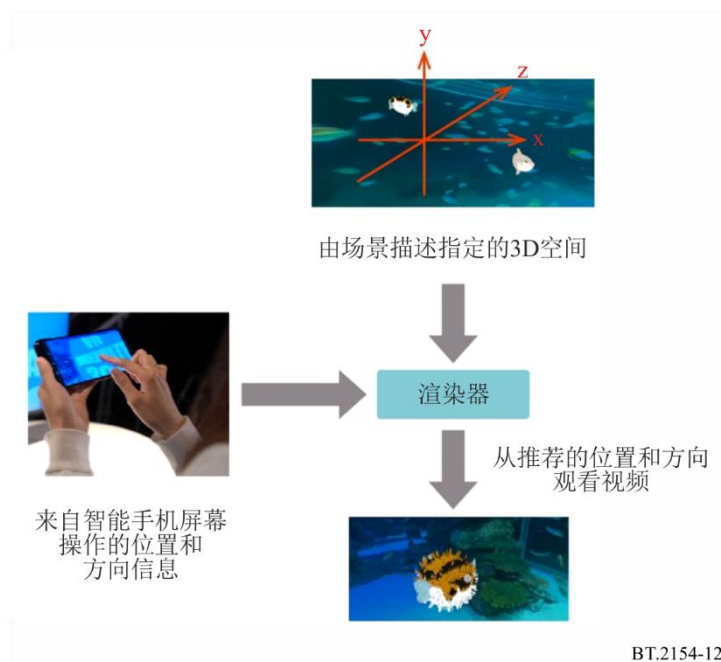 y
z
x
由场景描述指定的3D空间
渲染器
从推荐的位置和方向
观看视频
来自智能手机屏幕
操作的位置和
方向信息
BT.2154-12